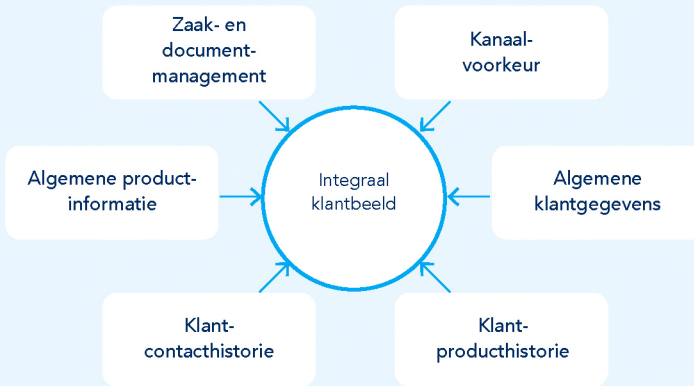 Zaak- en
document-
management
Kanaal-
voorkeur
Algemene product-
informatie
Integraal
klantbeeld
Algemene
klantgegevens
Klant-
contacthistorie
Klant-
producthistorie